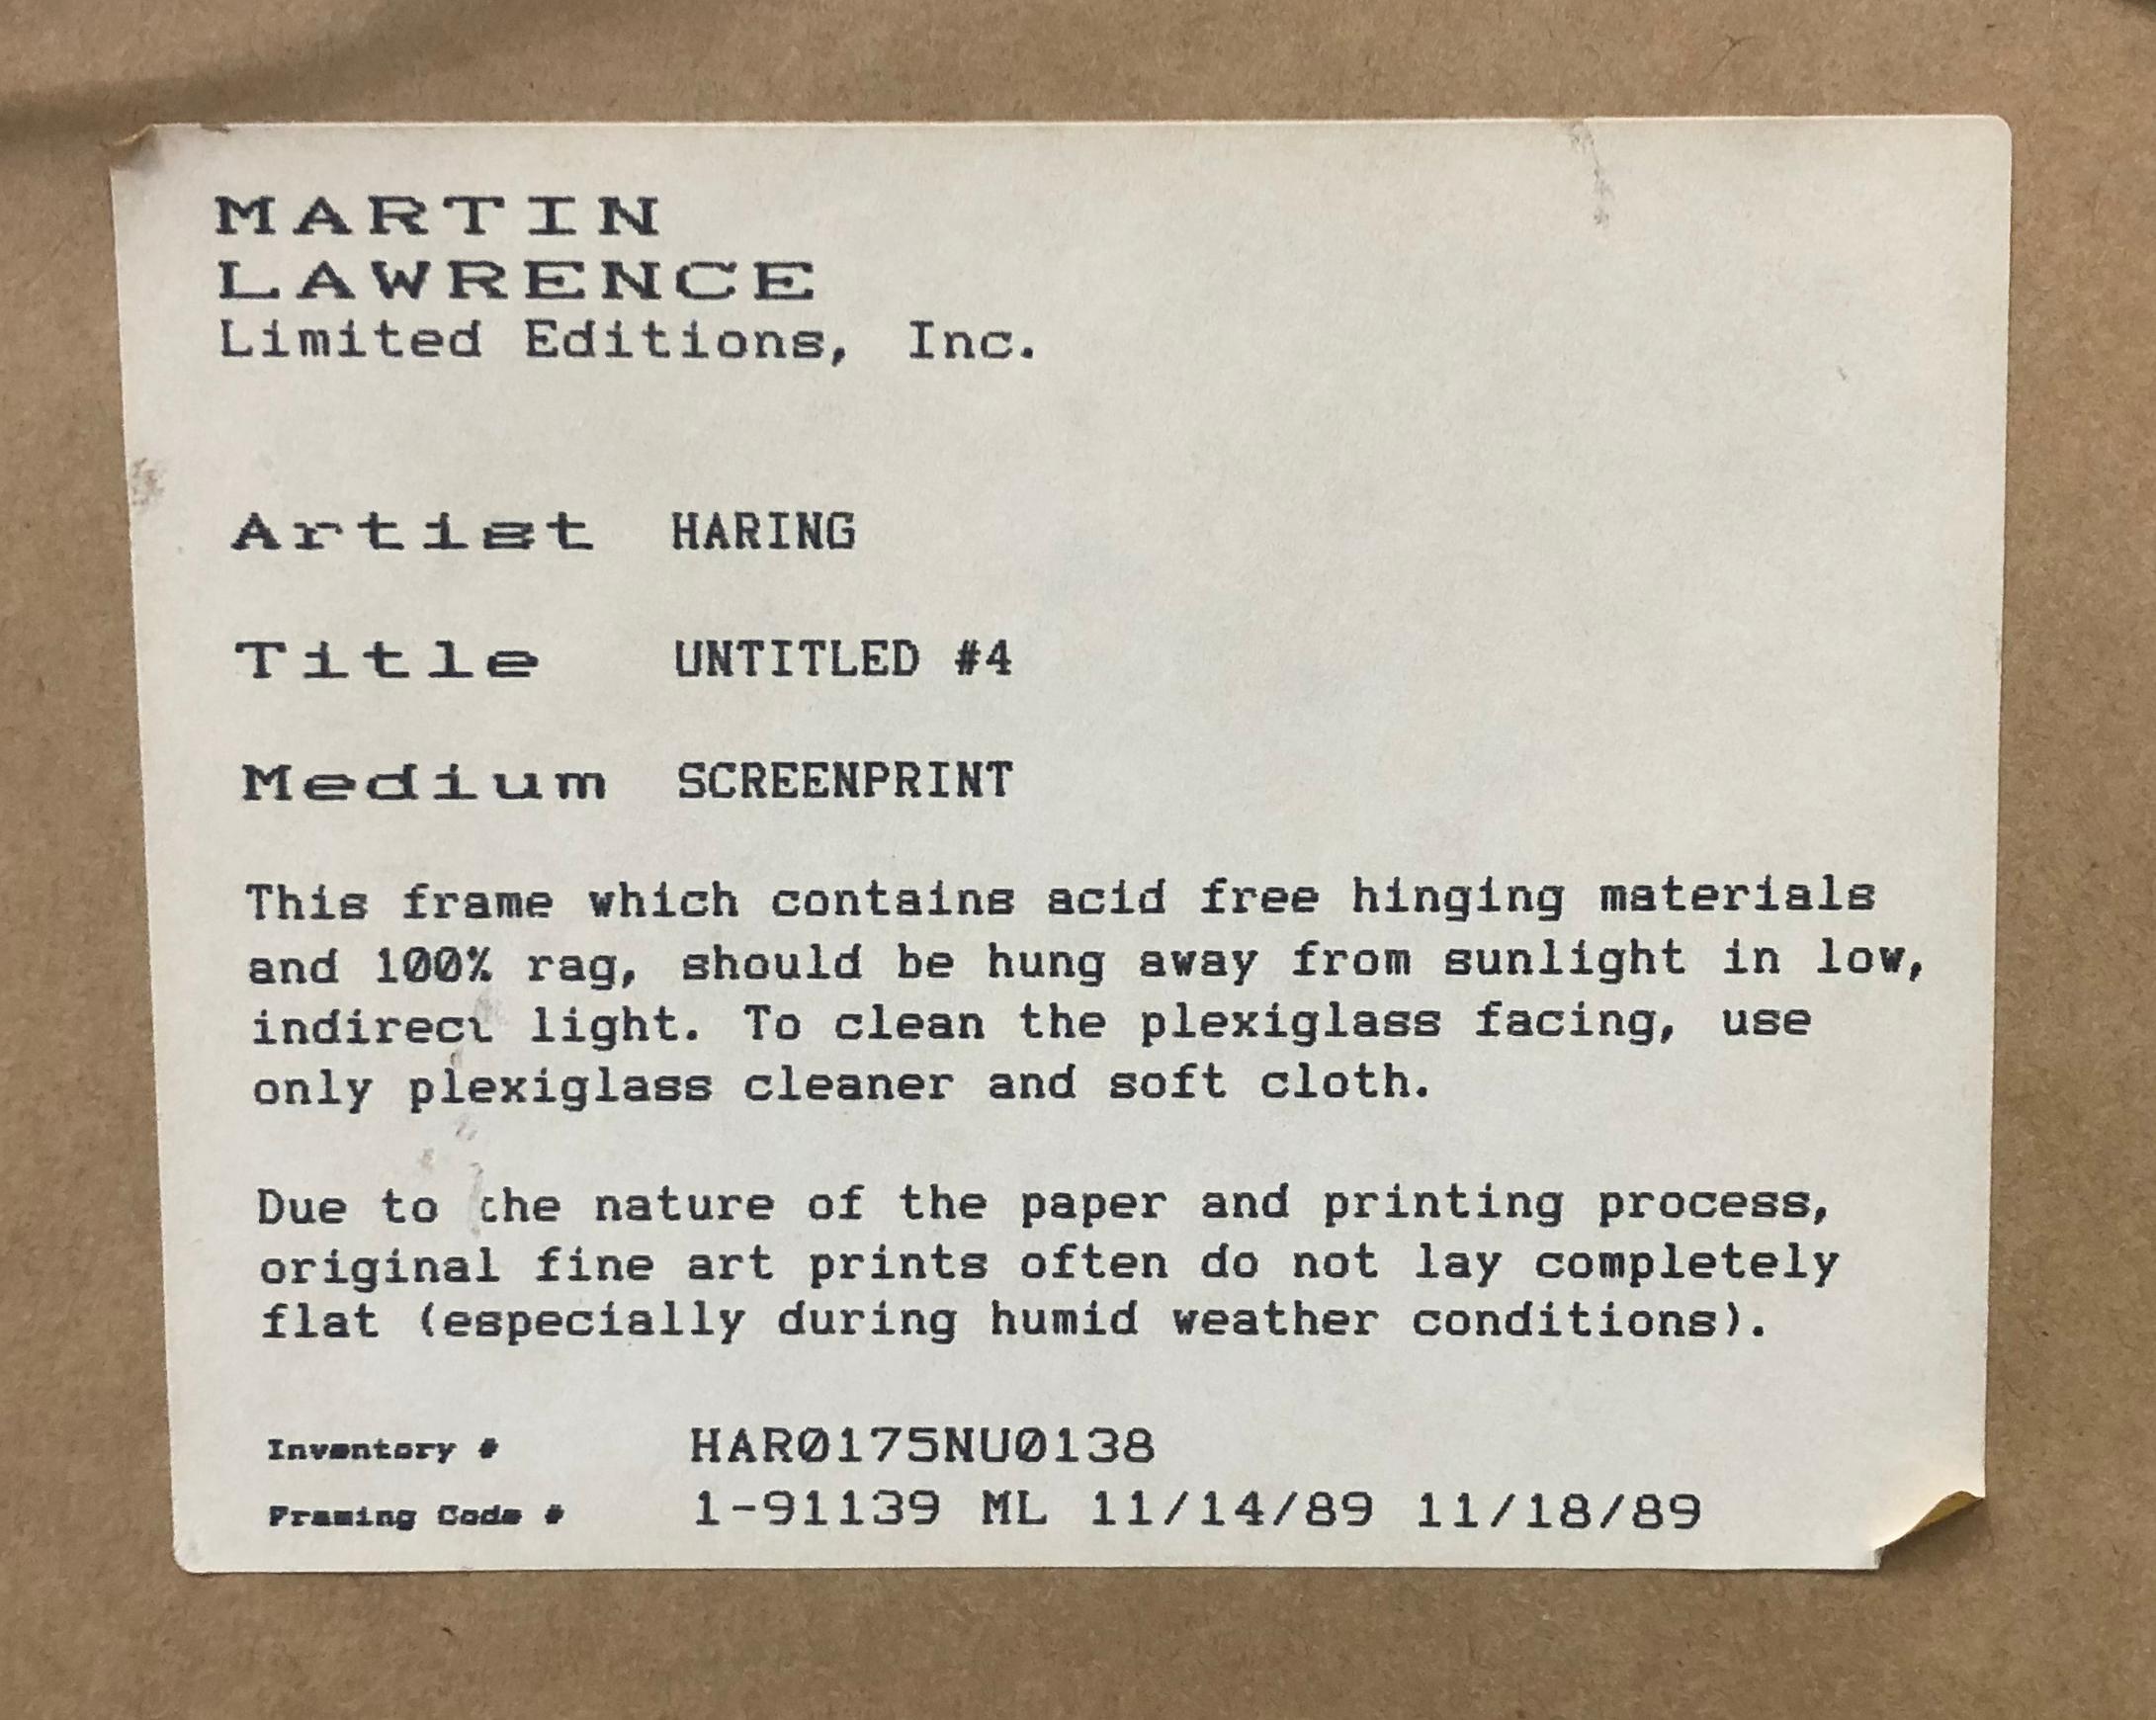 MARTIN
LAWRENCE
Limited Editions, Inc.
Artist HARING
Title UNTITLED #4
Medium SCREENPRINT
This frame which contains acid free hinging materials
and 100% rag, should be hung away from sunlight in low,
indirect light. To clean the plexiglass facing, use
only plexiglass cleaner and soft cloth.
Due to the nature of the paper and printing process,
original fine art prints often do not lay completely
flat (especially during humid weather conditions).
Inventory # HAR0175NU0138
Framing Code # 1-91139 ML 11/14/89 11/18/89